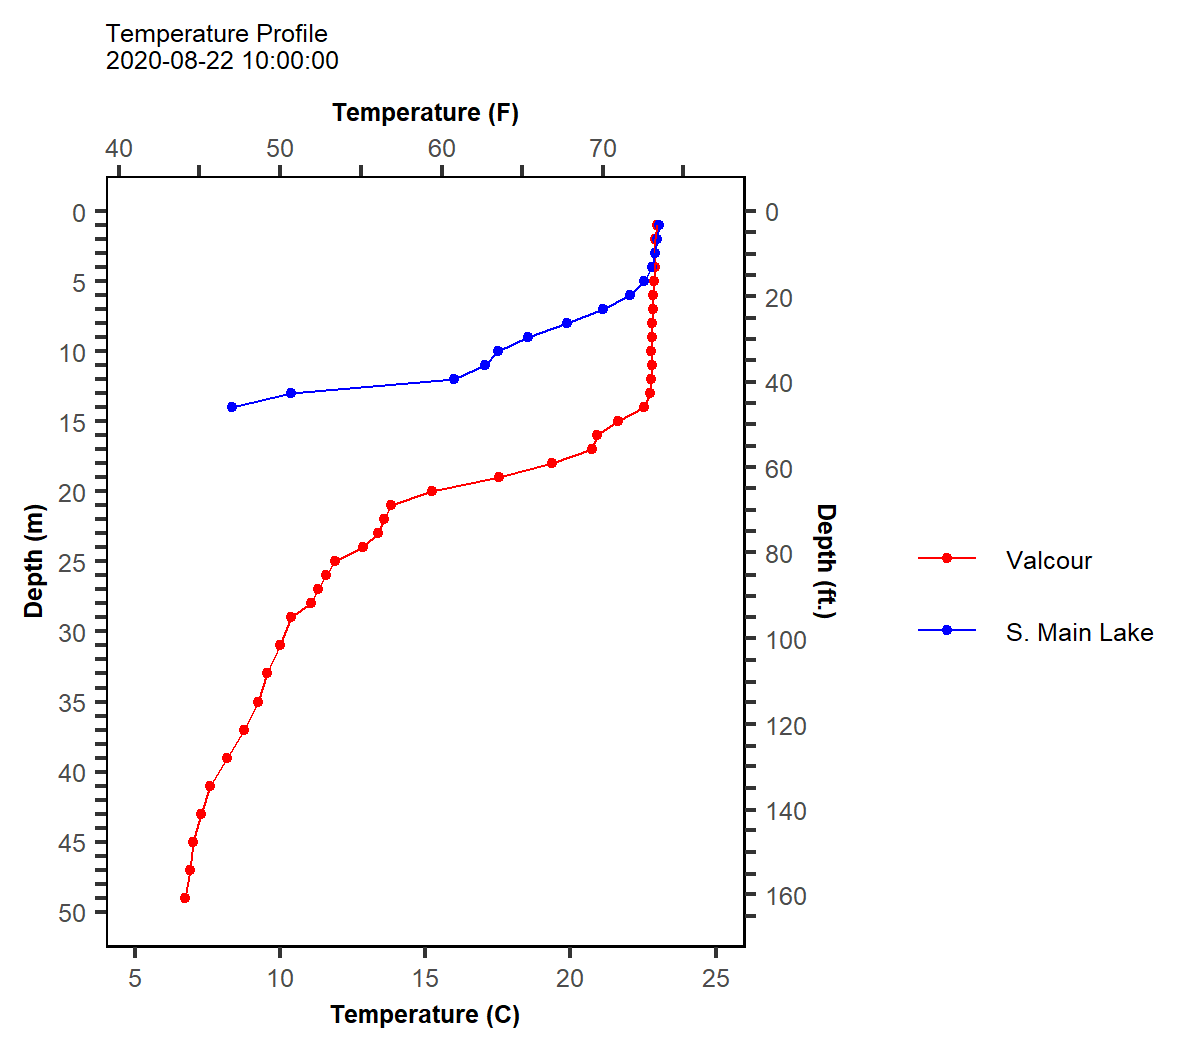 Temperature Profile
2020-08-22 10:00:00
Temperature (F)
40 50 60 70
0
5
10
15
20
25
30
35
40
45
50
Depth (m)
0
20
40
60
80
100
120
140
160
Depth (ft.)
Valcour
S. Main Lake
5 10 15 20 25
Temperature (C)